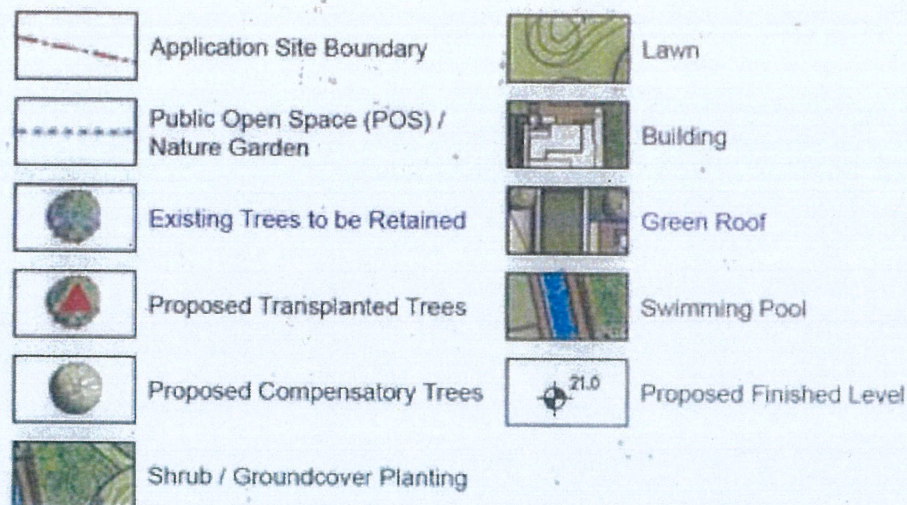 Application Site Boundary
Public Open Space (POS) /
Nature Garden
Existing Trees to be Retained
Proposed Transplanted Trees
Proposed Compensatory Trees
Shrub / Groundcover Planting
Lawn
Building
Green Roof
Swimming Pool
21.0
Proposed Finished Level